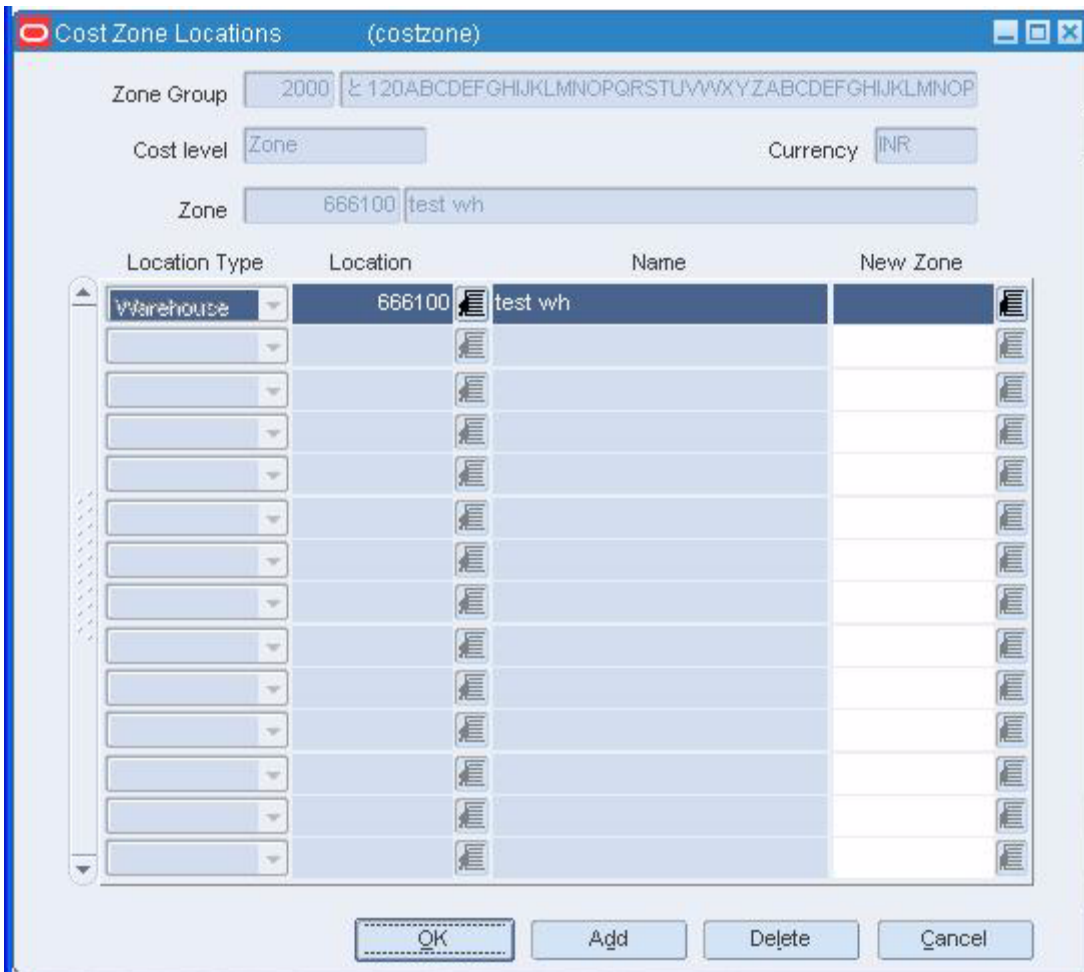 Cost Zone Locations (costzone)
Zone Group 2000 と120ABCDEFGHIJKLMNOPQRSTUVWXYZABCDEFGHIJKLMNOP
Cost level Zone Currency INR
Zone 666100 test wh
Location Type Location Name New Zone
Warehouse 666100 test wh
OK Add Delete Cancel